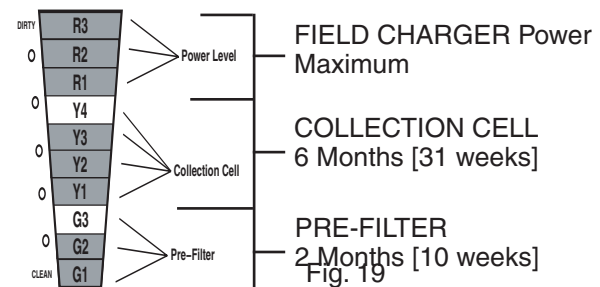 DIRTY
R3
R2
R1
Y4
Y3
Y2
Y1
G3
G2
G1
CLEAN
Power Level
Collection Cell
Pre-Filter
FIELD CHARGER Power
Maximum
COLLECTION CELL
6 Months [31 weeks]
PRE-FILTER
2 Months [10 weeks]
Fig. 19